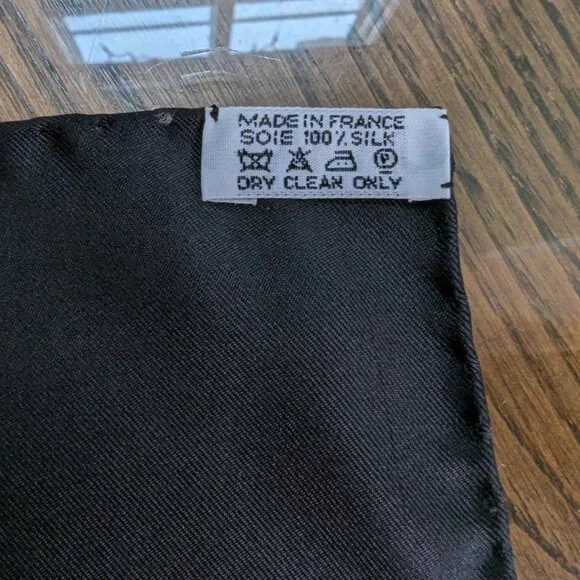 MADE IN FRANCE
SOIE 100% SILK
P
DRY CLEAN ONLY